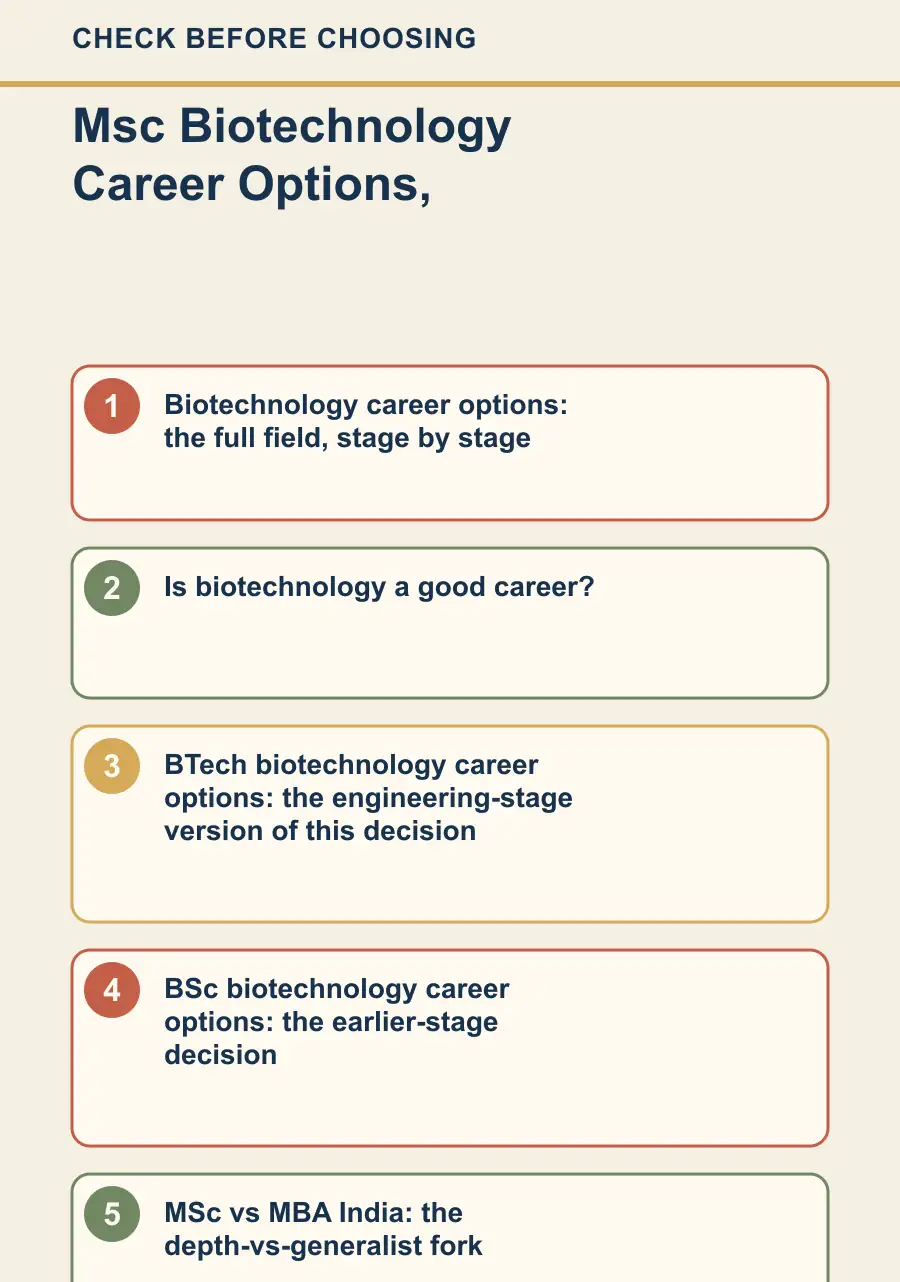 CHECK BEFORE CHOOSING
Msc Biotechnology
Career Options,
1
Biotechnology career options:
the full field, stage by stage
2
Is biotechnology a good career?
3
BTech biotechnology career
options: the engineering-stage
version of this decision
4
BSc biotechnology career
options: the earlier-stage
decision
5
MSc vs MBA India: the
depth-vs-generalist fork